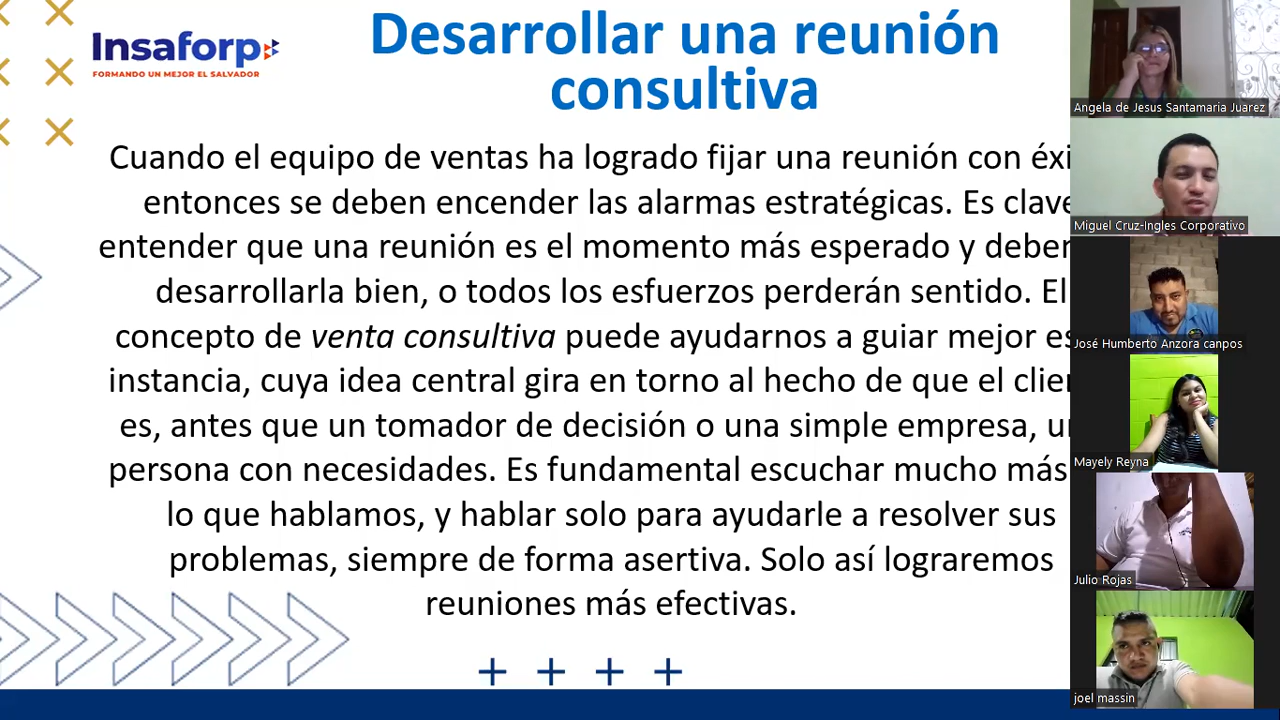 Insaforp
FORMANDO UN MEJOR EL SALVADOR
Desarrollar una reunión
consultiva
Cuando el equipo de ventas ha logrado fijar una reunión con
entonces se deben encender las alarmas estratégicas. Es clave
entender que una reunión es el momento más esperado y
desarrollarla bien, o todos los esfuerzos perderán sentido. El
concepto de venta consultiva puede ayudarnos a guiar mejor
instancia, cuya idea central gira en torno al hecho de que el
es, antes que un tomador de decisión o una simple empresa,
persona con necesidades. Es fundamental escuchar mucho más
lo que hablamos, y hablar solo para ayudarle a resolver sus
problemas, siempre de forma asertiva. Solo así lograremos
reuniones más efectivas.
Angela de Jesus Santamaria Juarez
Miguel Cruz-Ingles Corporativo
José Humberto Anzora canpos
Mayely Reyna
Julio Rojas
joel massin